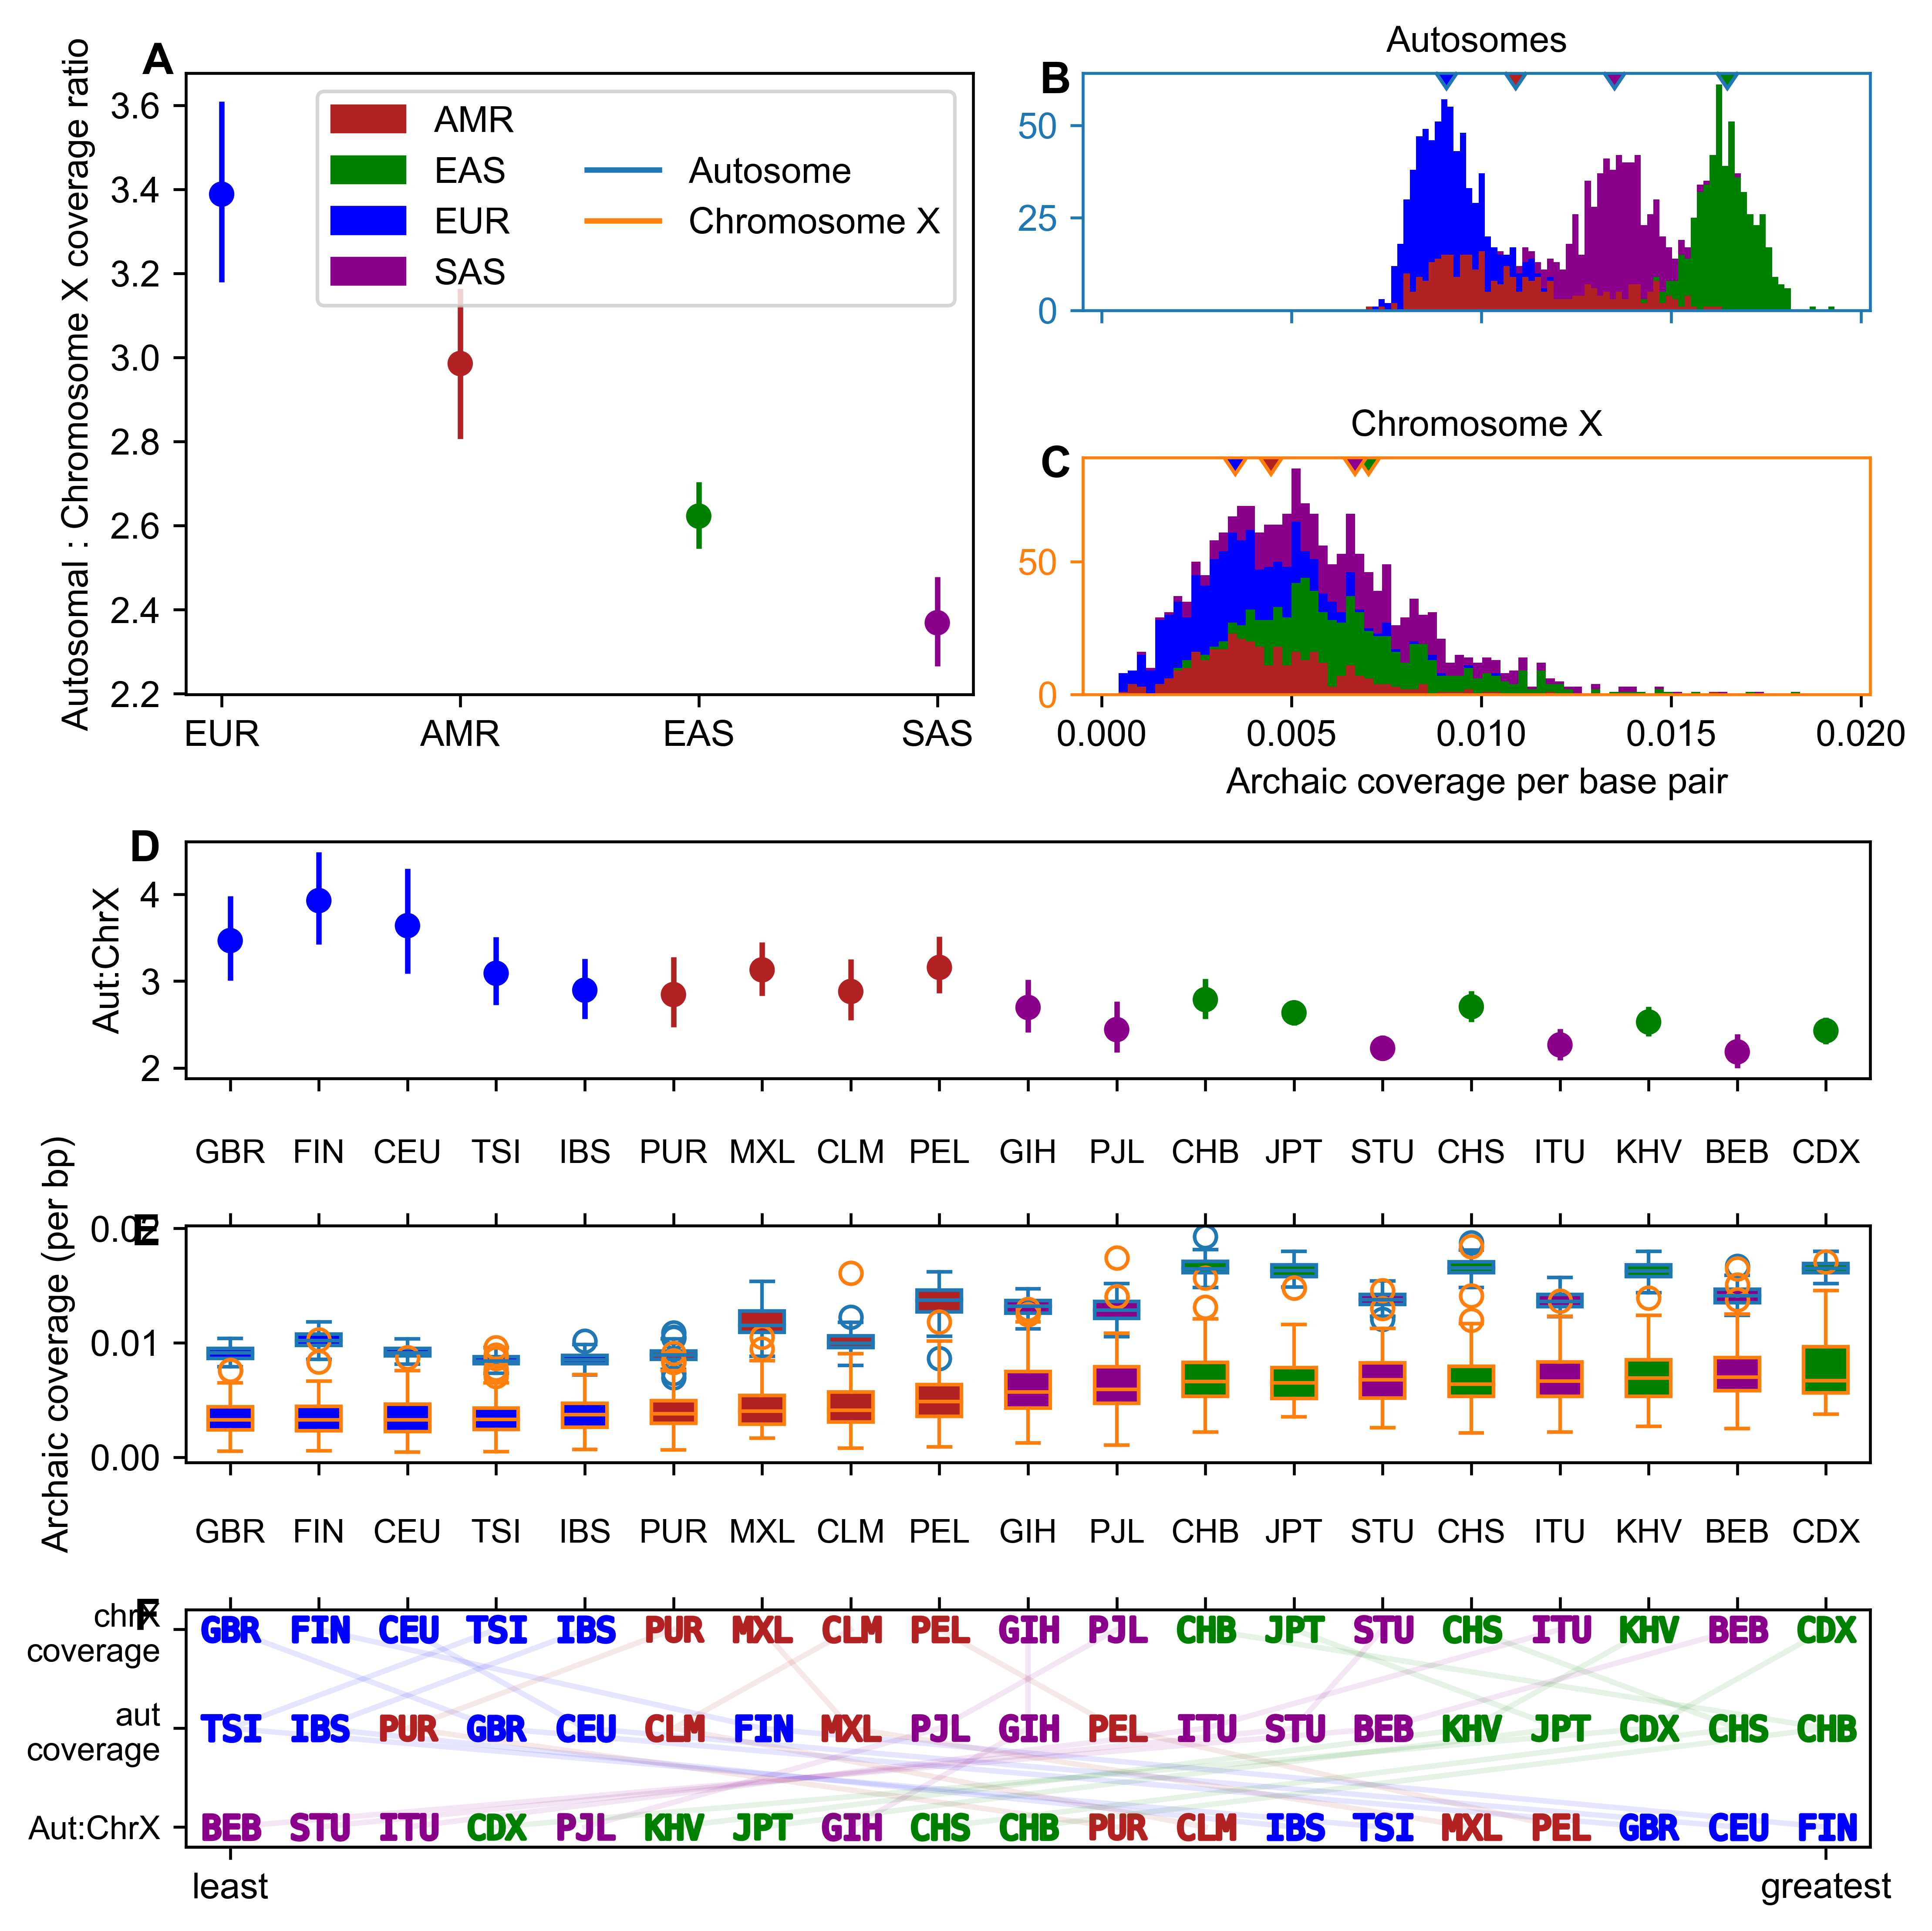 A
Autosomal : Chromosome X coverage ratio
3.6
3.4
3.2
3.0
2.8
2.6
2.4
2.2
AMR
EAS
EUR
SAS
Autosome
Chromosome X
EUR AMR EAS SAS
Autosomes
B
50
25
0
Chromosome X
C
50
0
0.000 0.005 0.010 0.015 0.020
Archaic coverage per base pair
D
Aut:ChrX
4
3
2
GBR FIN CEU TSI IBS PUR MXL CLM PEL GIH PJL CHB JPT STU CHS ITU KHV BEB CDX
E
Archaic coverage (per bp)
0.02
0.01
0.00
GBR FIN CEU TSI IBS PUR MXL CLM PEL GIH PJL CHB JPT STU CHS ITU KHV BEB CDX
F
chrX
coverage
GBR FIN CEU TSI IBS PUR MXL CLM PEL GIH PJL CHB JPT STU CHS ITU KHV BEB CDX
aut
coverage
TSI IBS PUR GBR CEU CLM FIN MXL PJL GIH PEL ITU STU BEB KHV JPT CDX CHS CHB
Aut:ChrX
BEB STU ITU CDX PJL KHV JPT GIH CHS CHB PUR CLM IBS TSI MXL PEL GBR CEU FIN
least greatest